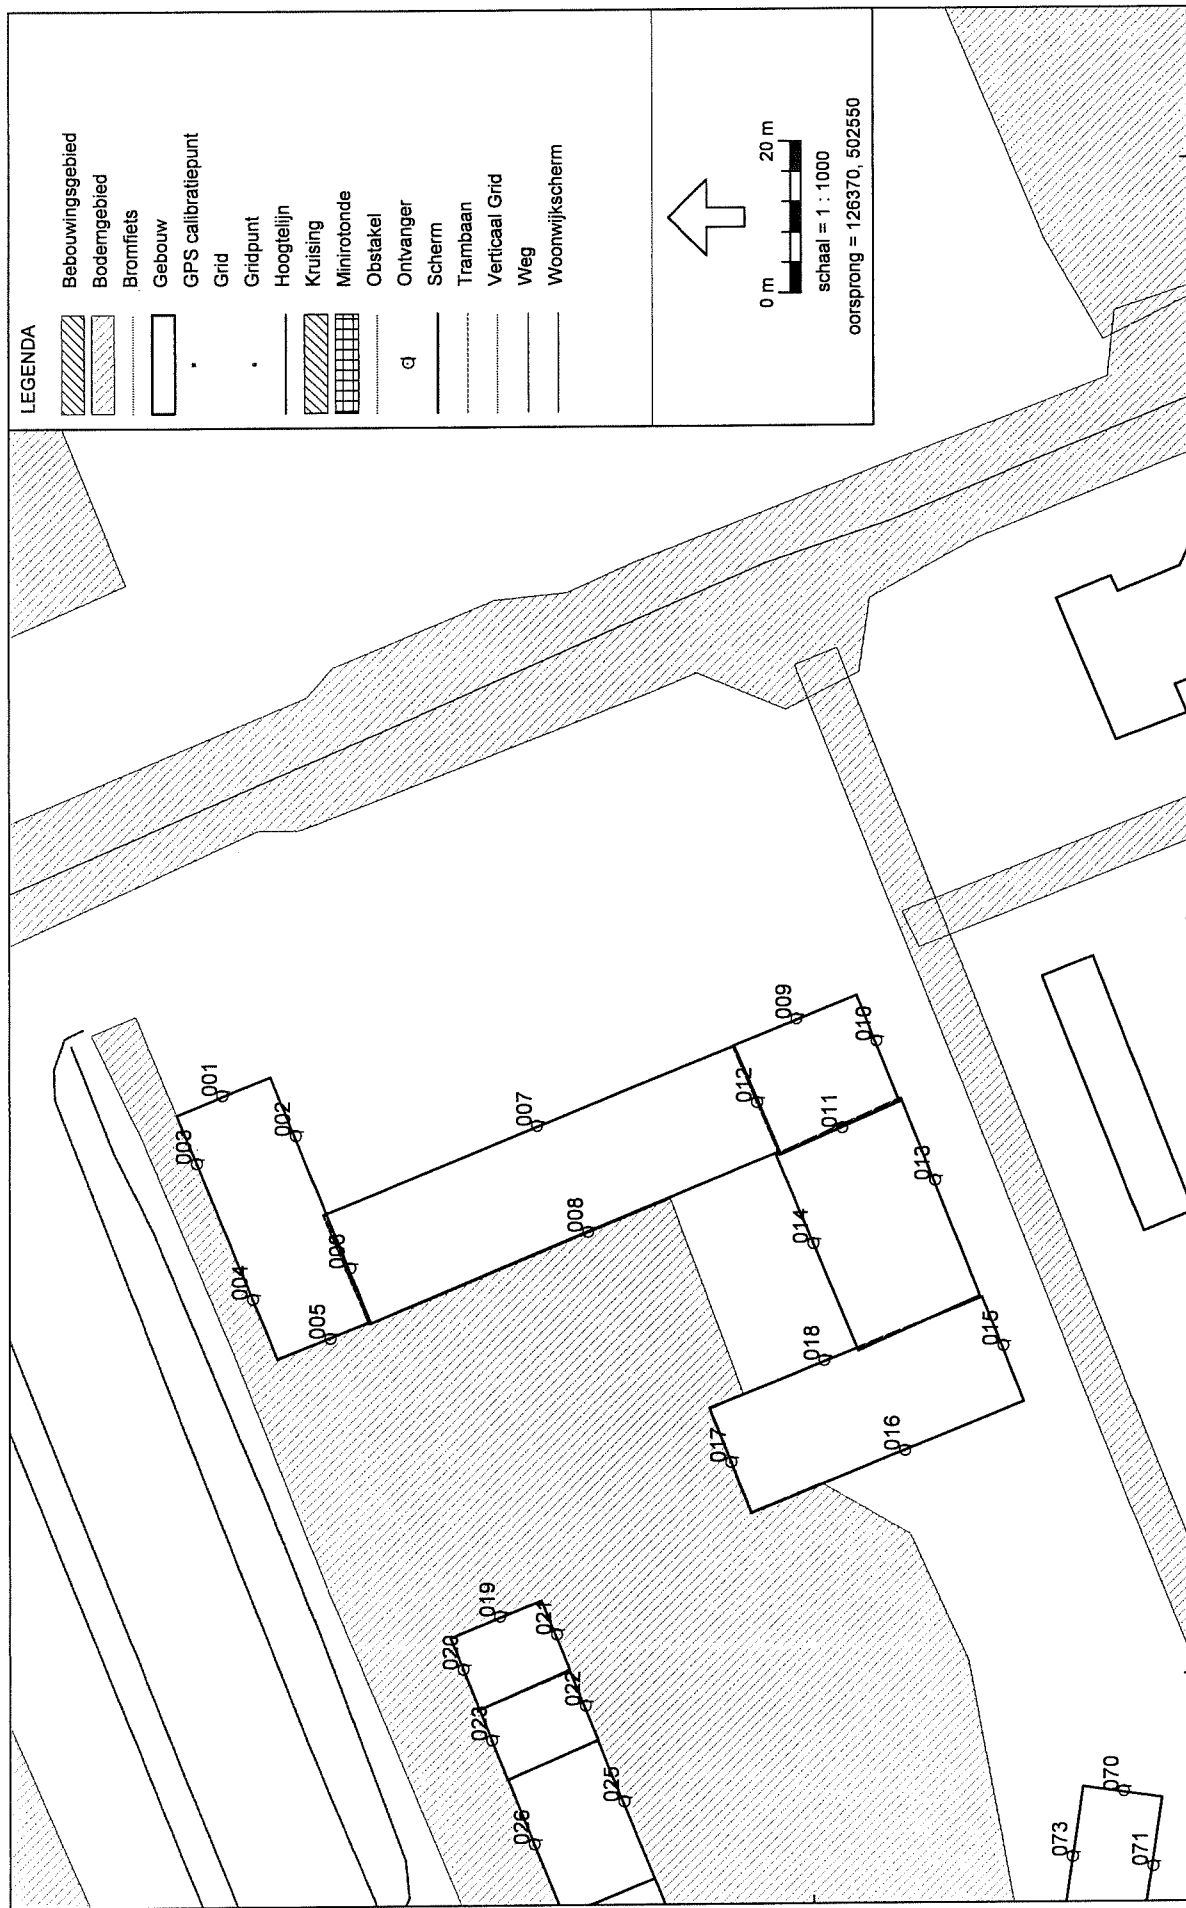 LEGENDA
Bebouwingsgebied
Bodemgebied
Bromfiets
Gebouw
GPS calibratiepunt
Grid
Gridpunt
Hoogtelijn
Kruising
Minirotonde
Obstakel
Ontvanger
Scherm
Trambaan
Verticaal Grid
Weg
Woonwijkscherm
0 m
20 m
schaal = 1 : 1000
oorsprong = 126370, 502550
001
002
003
004
005
006
007
008
009
010
011
012
013
014
015
016
017
018
019
020
021
022
023
025
026
070
071
073